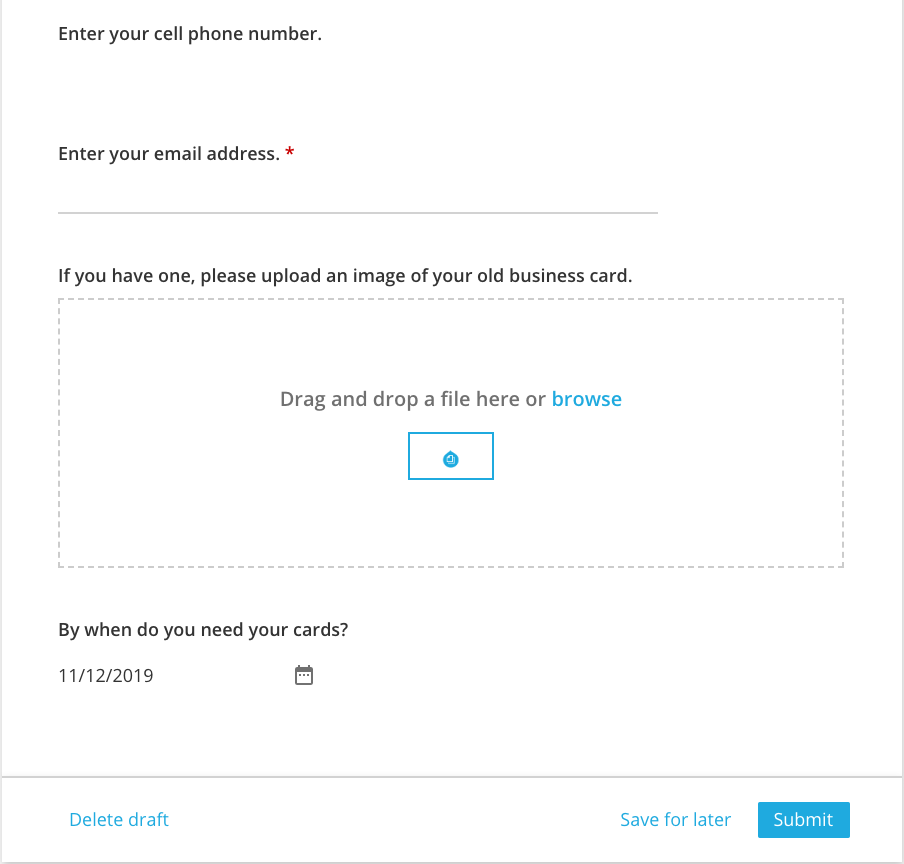 Enter your cell phone number.
Enter your email address. *
If you have one, please upload an image of your old business card.
Drag and drop a file here or browse
By when do you need your cards?
11/12/2019
Delete draft
Save for later
Submit